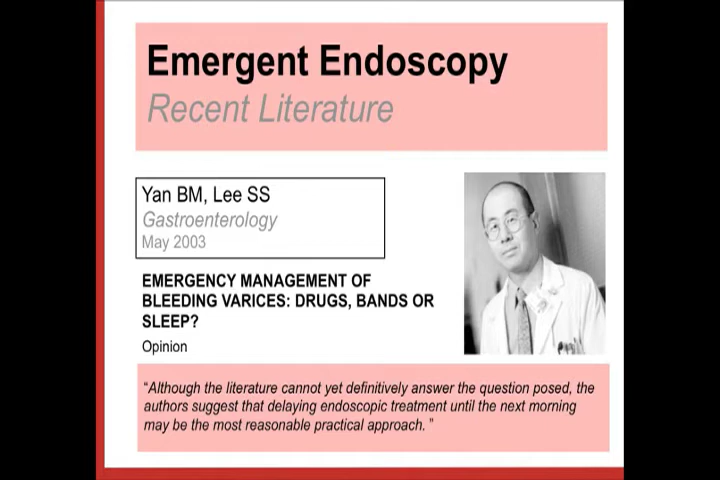 Emergent Endoscopy
Recent Literature
Yan BM, Lee SS
Gastroenterology
May 2003
EMERGENCY MANAGEMENT OF
BLEEDING VARICES: DRUGS, BANDS OR
SLEEP?
Opinion
“Although the literature cannot yet definitively answer the question posed, the
authors suggest that delaying endoscopic treatment until the next morning
may be the most reasonable practical approach. ”